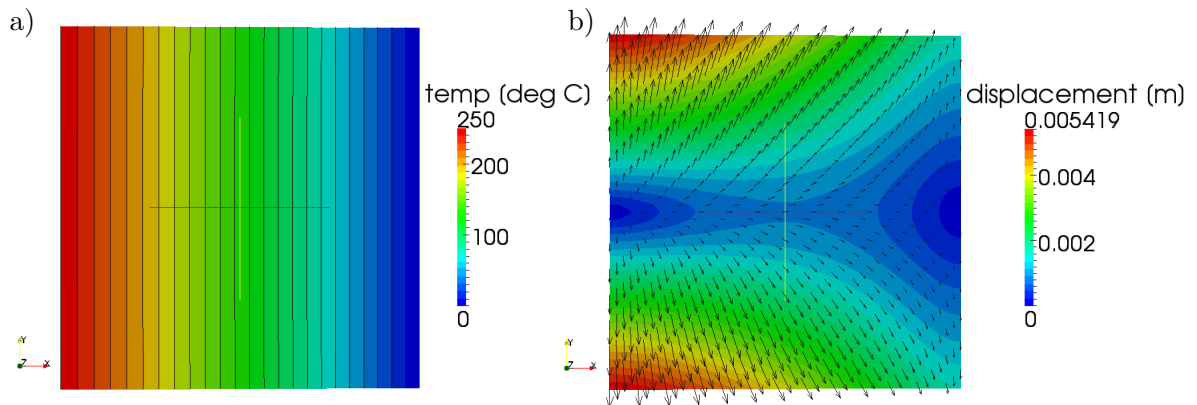 a)
temp (deg C)
250
200
100
0
Y
Z
X
b)
displacement (m)
0.005419
0.004
0.002
0
Y
Z
X